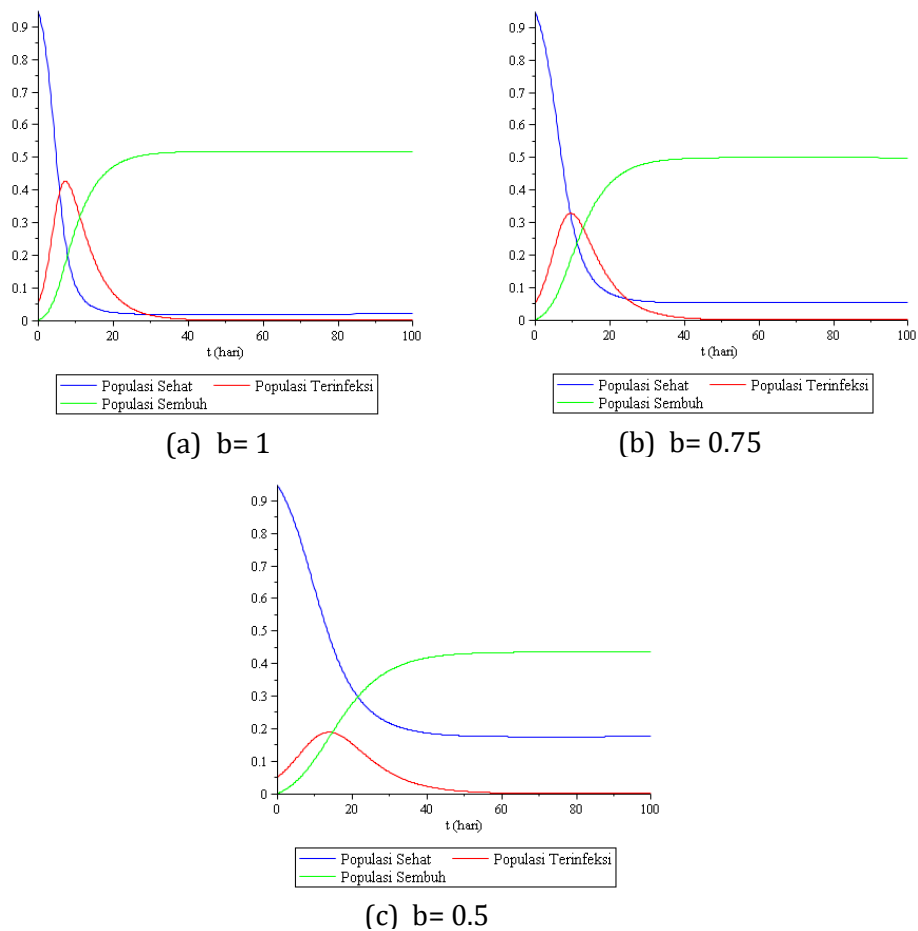 0.9
0.8
0.7
0.6
0.5
0.4
0.3
0.2
0.1
0
0 20 40 60 80 100
t (hari)
Populasi Sehat Populasi Terinfeksi
Populasi Sembuh
(a) b= 1
0.9
0.8
0.7
0.6
0.5
0.4
0.3
0.2
0.1
0
0 20 40 60 80 100
t (hari)
Populasi Sehat Populasi Terinfeksi
Populasi Sembuh
(b) b= 0.75
0.9
0.8
0.7
0.6
0.5
0.4
0.3
0.2
0.1
0
0 20 40 60 80 100
t (hari)
Populasi Sehat Populasi Terinfeksi
Populasi Sembuh
(c) b= 0.5